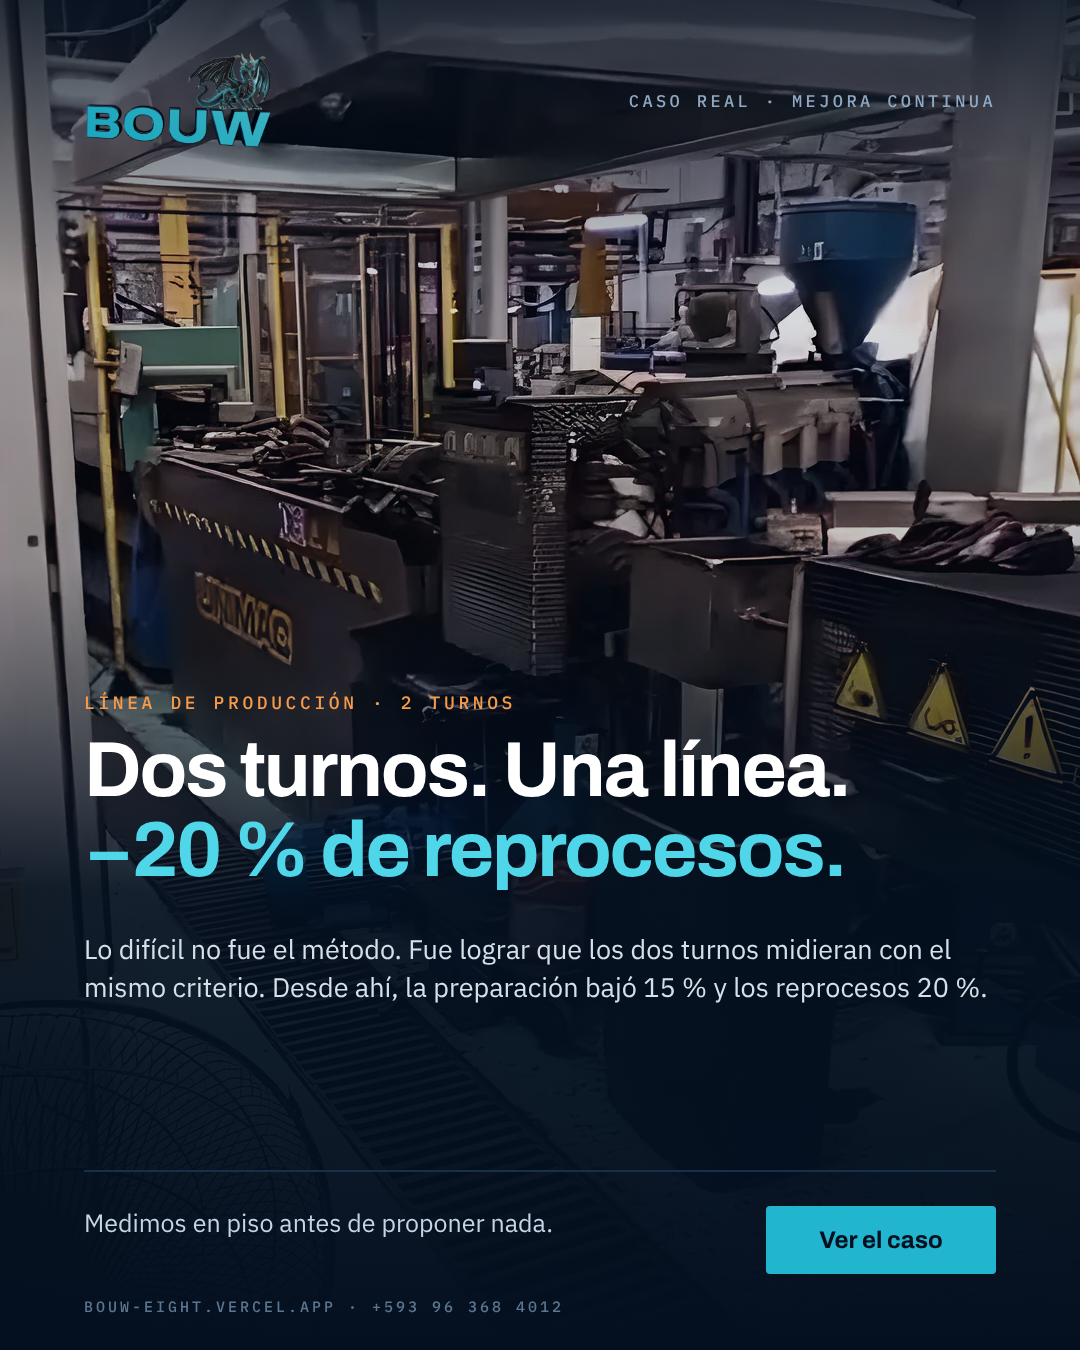 BOUW
CASO REAL · MEJORA CONTINUA
UNIMAQ
LÍNEA DE PRODUCCIÓN · 2 TURNOS
Dos turnos. Una línea.
–20 % de reprocesos.
Lo difícil no fue el método. Fue lograr que los dos turnos midieran con el
mismo criterio. Desde ahí, la preparación bajó 15 % y los reprocesos 20 %.
Medimos en piso antes de proponer nada.
Ver el caso
BOUW-EIGHT.VERCEL.APP · +593 96 368 4012